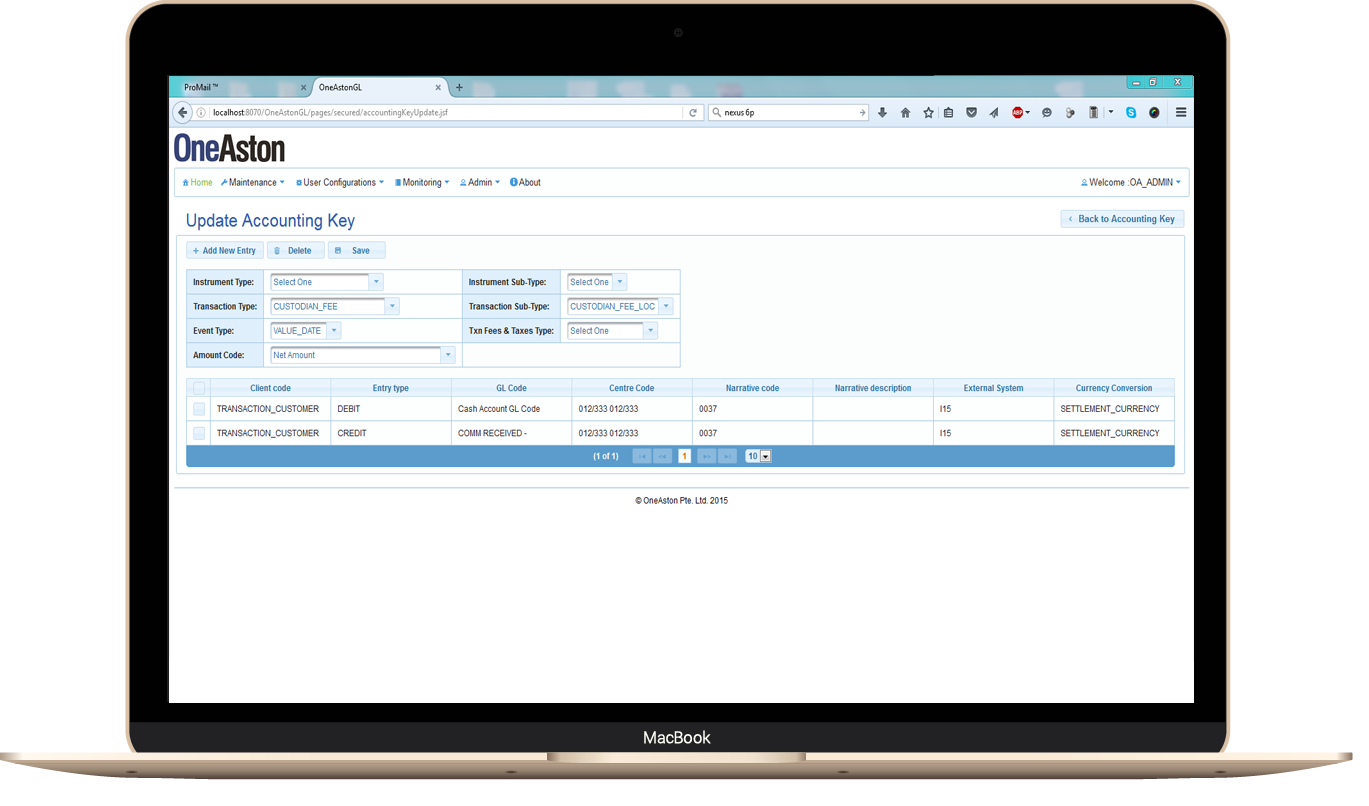 ProMail ™
OneAstonGL
localhost:8070/OneAstonGL/pages/secured/accountingKeyUpdate.jsf
nexus 6p
ABP
OneAston
Home Maintenance User Configurations Monitoring Admin About Welcome :OA_ADMIN
Update Accounting Key
Back to Accounting Key
Add New Entry Delete Save
Instrument Type: Select One Instrument Sub-Type: Select One
Transaction Type: CUSTODIAN_FEE Transaction Sub-Type: CUSTODIAN_FEE_LOC
Event Type: VALUE_DATE Txn Fees & Taxes Type: Select One
Amount Code: Net Amount
Client code Entry type GL Code Centre Code Narrative code Narrative description External System Currency Conversion
TRANSACTION_CUSTOMER DEBIT Cash Account GL Code 012/333 012/333 0037 I15 SETTLEMENT_CURRENCY
TRANSACTION_CUSTOMER CREDIT COMM RECEIVED - 012/333 012/333 0037 I15 SETTLEMENT_CURRENCY
(1 of 1) 1 10
© OneAston Pte. Ltd. 2015
MacBook